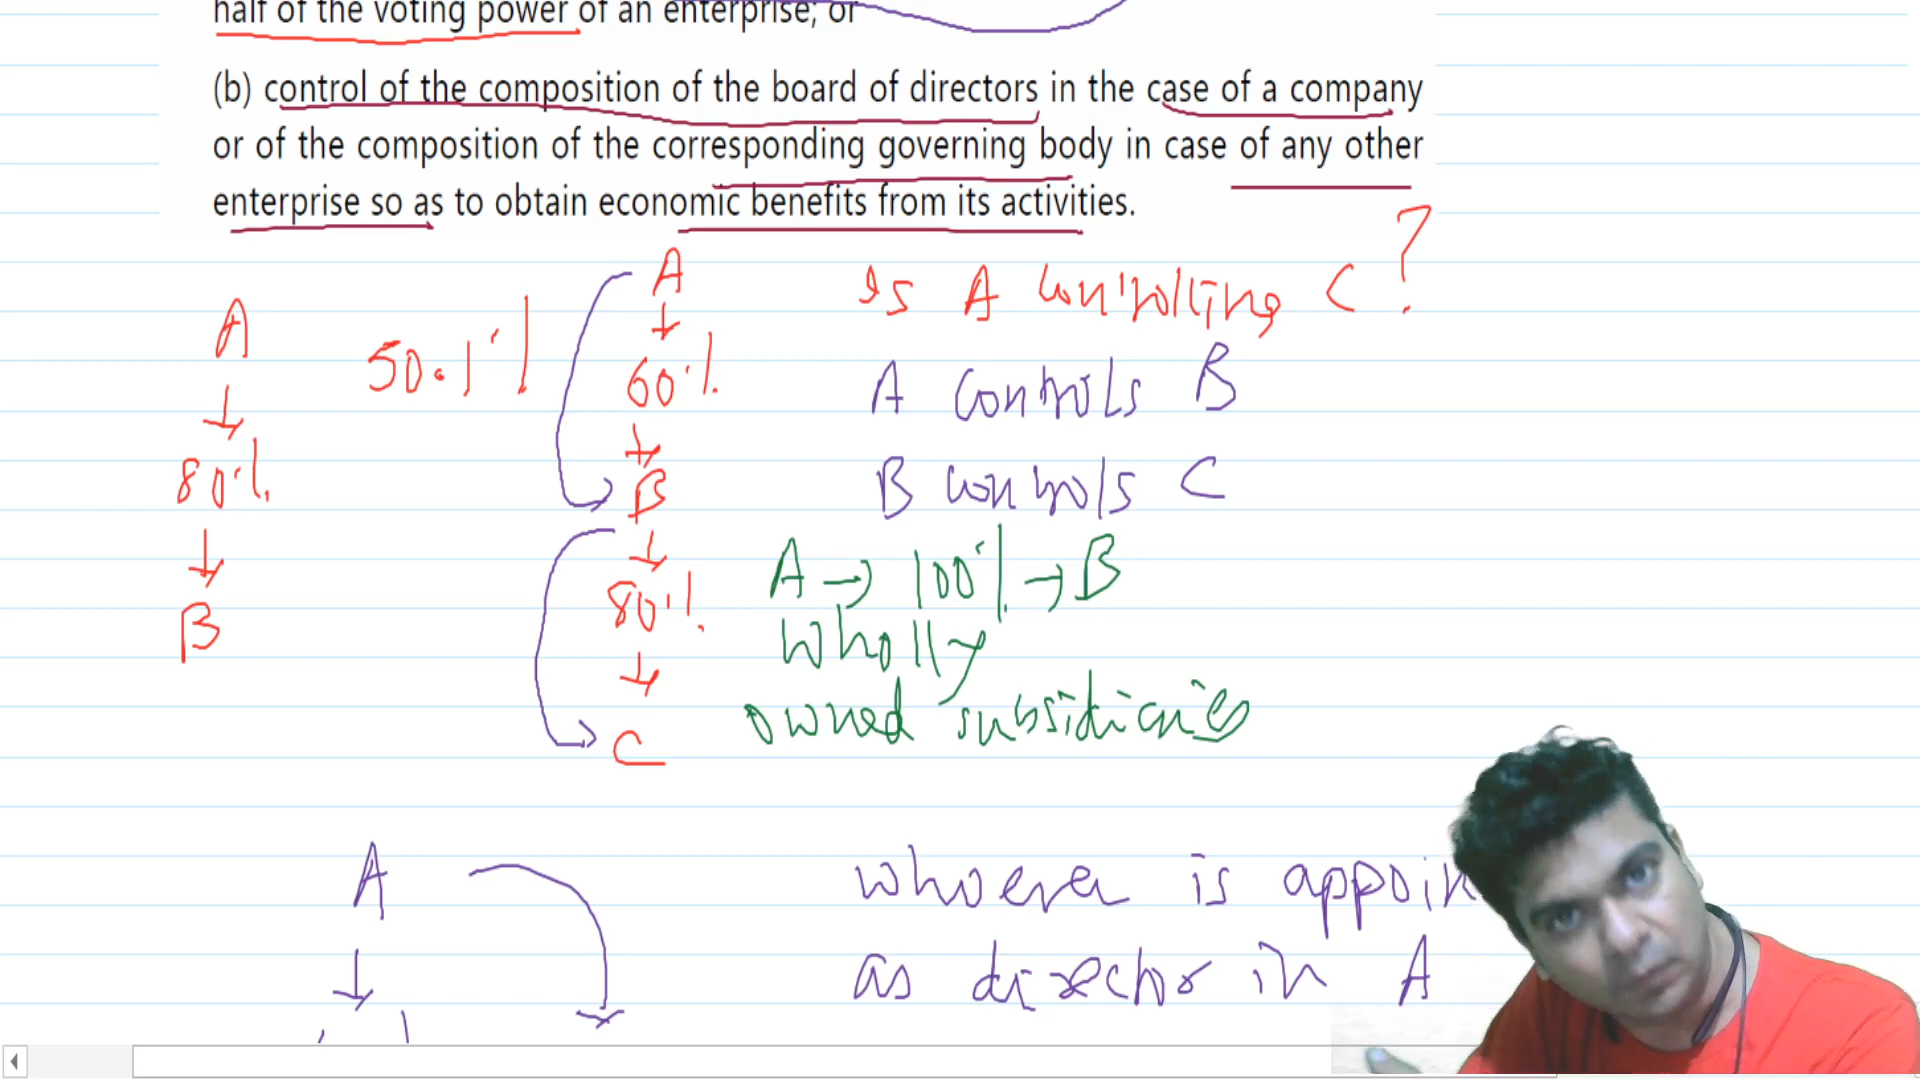 half of the voting power of an enterprise; or
(b) control of the composition of the board of directors in the case of a company
or of the composition of the corresponding governing body in case of any other
enterprise so as to obtain economic benefits from its activities.
A
↓
80%
↓
B
50.1%
A
↓
60%
↓
B
↓
80%
↓
C
Is A controlling C?
A controls B
B controls C
A → 100% → B
Wholly
owned subsidiaries
A
↓
whoever is appoin
as director in A